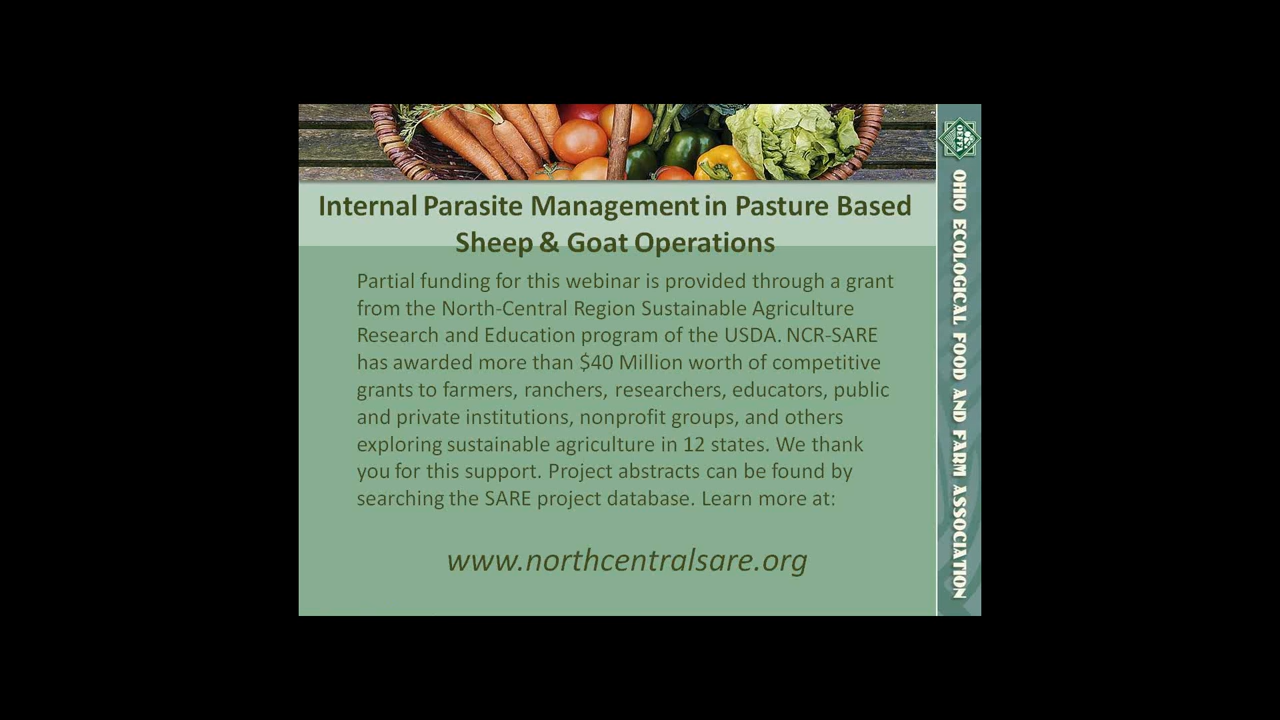 Internal Parasite Management in Pasture Based
Sheep & Goat Operations
Partial funding for this webinar is provided through a grant
from the North-Central Region Sustainable Agriculture
Research and Education program of the USDA. NCR-SARE
has awarded more than $40 Million worth of competitive
grants to farmers, ranchers, researchers, educators, public
and private institutions, nonprofit groups, and others
exploring sustainable agriculture in 12 states. We thank
you for this support. Project abstracts can be found by
searching the SARE project database. Learn more at:
www.northcentralsare.org
OEFFA
OHIO ECOLOGICAL FOOD AND FARM ASSOCIATION